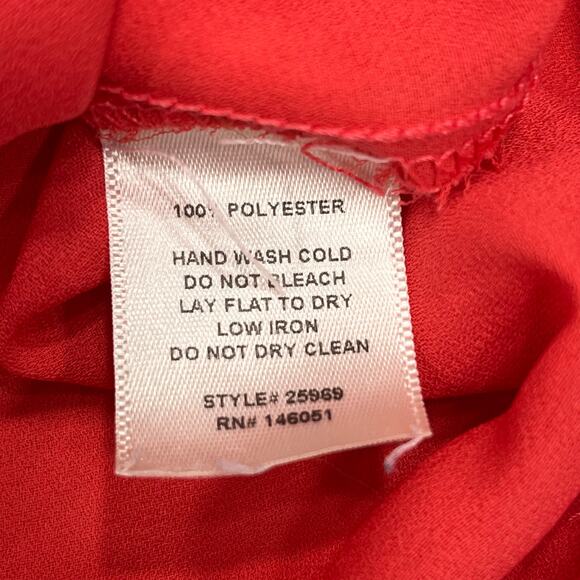 100% POLYESTER
HAND WASH COLD
DO NOT BLEACH
LAY FLAT TO DRY
LOW IRON
DO NOT DRY CLEAN
STYLE# 25969
RN# 146051